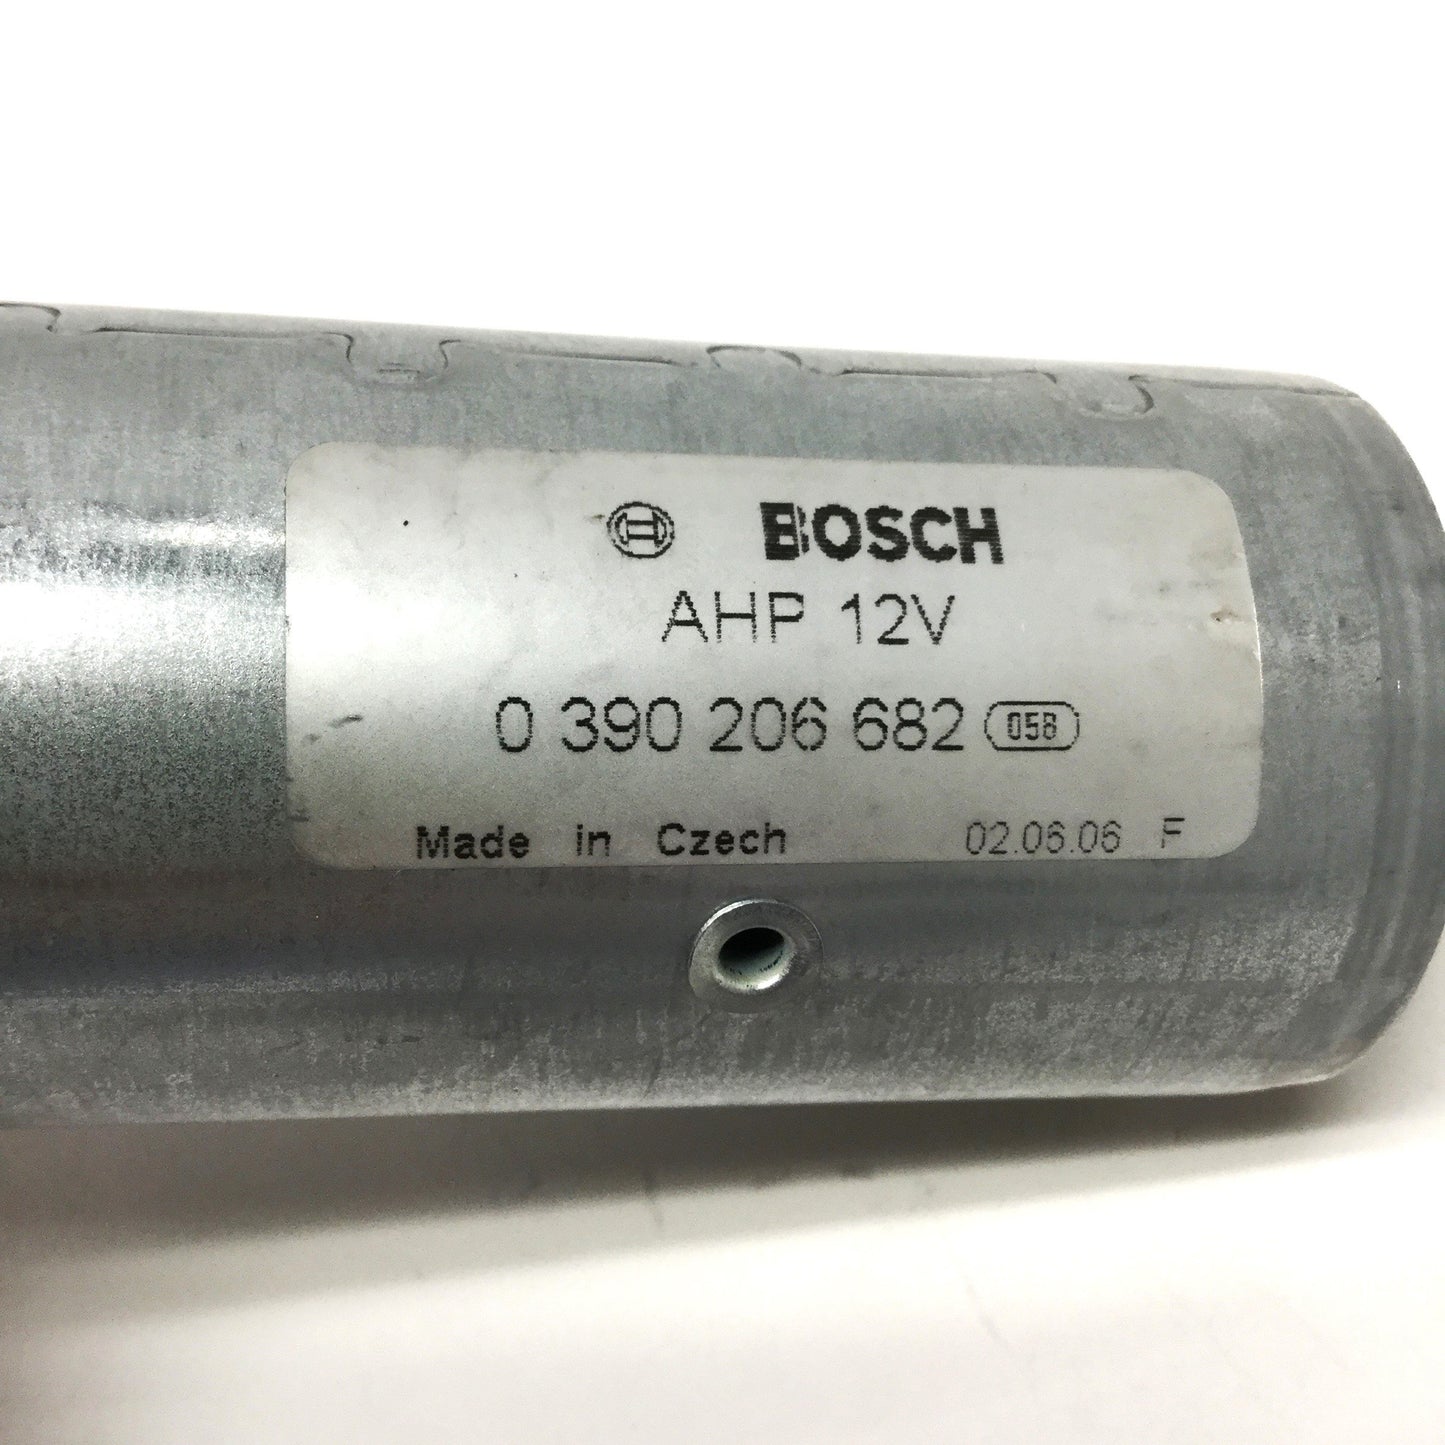 BOSCH
AHP 12V
0 390 206 682 058
Made in Czech 02.06.06 F